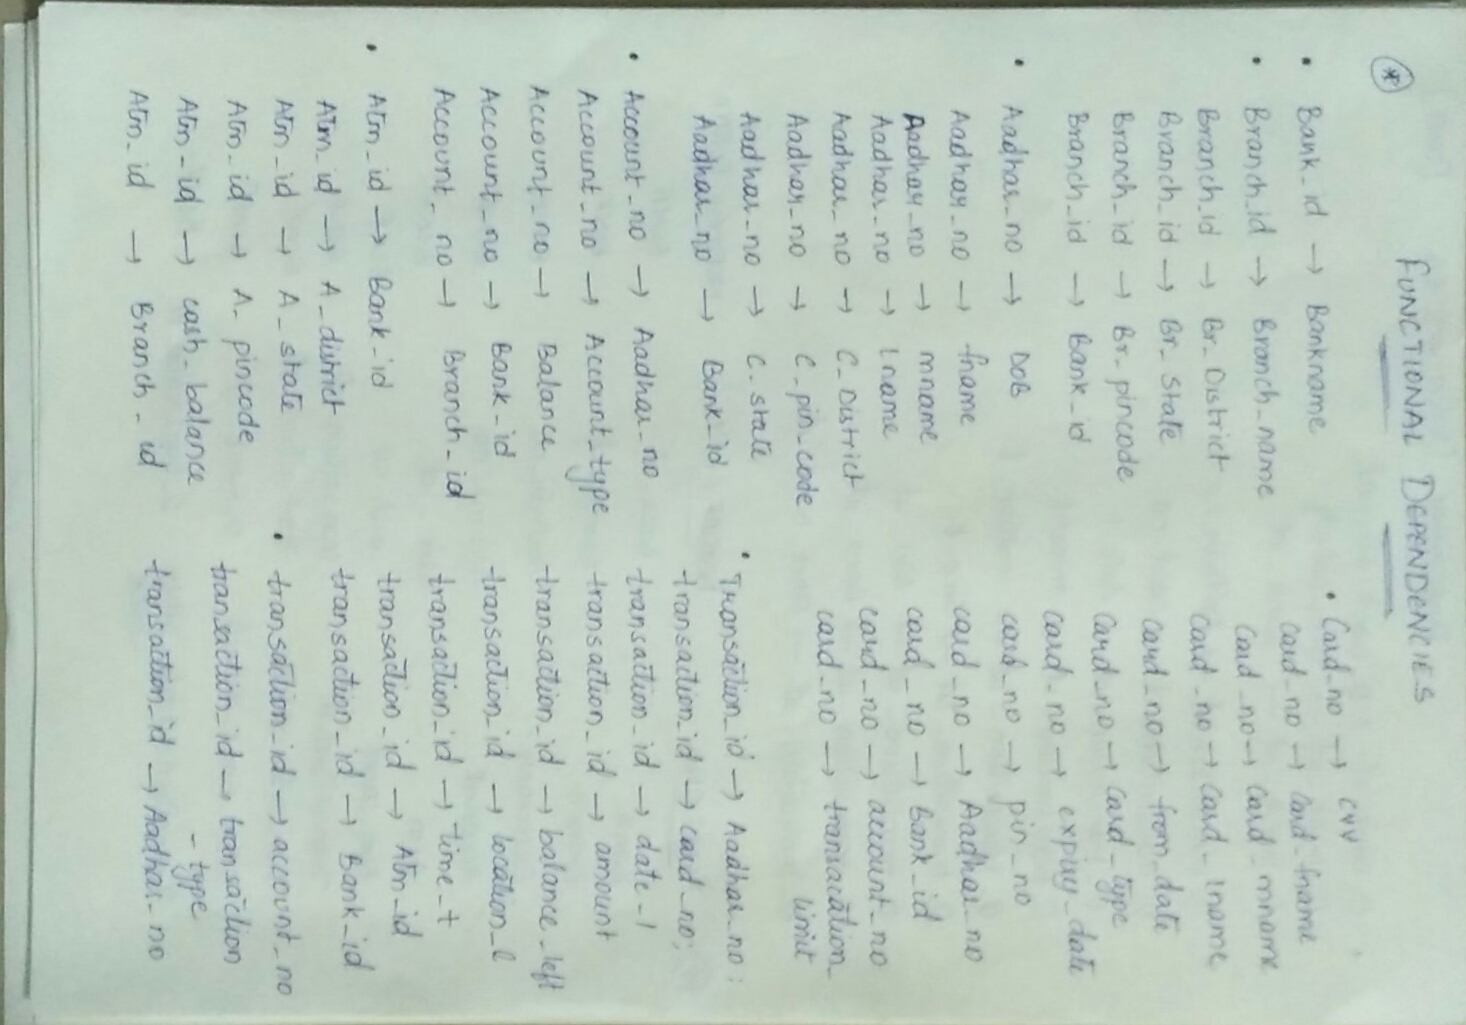 FUNCTIONAL DEPENDENCIES
*
• Bank_id → Bankname
• Branch_id → Branch_name
Branch_id → Br_District
Branch_id → Br_State
Branch_id → Br_pincode
Branch_id → Bank_id
• Aadhar_no → DOB
Aadhar_no → fname
Aadhar_no → mname
Aadhar_no → lname
Aadhar_no → C_District
Aadhar_no → C_pin_code
Aadhar_no → C_state
Aadhar_no → Bank_id
• Account_no → Aadhar_no
Account_no → Account_type
Account_no → Balance
Account_no → Bank_id
Account_no → Branch_id
• Atm_id → Bank_id
Atm_id → A_district
Atm_id → A_state
Atm_id → A_pincode
Atm_id → cash_balance
Atm_id → Branch_id
• Card_no → CVV
card_no → Card_fname
Card_no → Card_mname
Card_no → Card_lname
card_no → from_date
Card_no → Card_type
card_no → expiry_date
card_no → pin_no
card_no → Aadhar_no
card_no → Bank_id
card_no → account_no
card_no → transacation_
limit
• Transaction_id → Aadhar_no;
transaction_id → card_no;
transaction_id → date_1
transaction_id → amount
transaction_id → balance_left
transaction_id → location_l
transaction_id → time_t
transaction_id → Atm_id
transaction_id → Bank_id
• transaction_id → account_no
transaction_id → transaction
_type
transaction_id → Aadhar_no